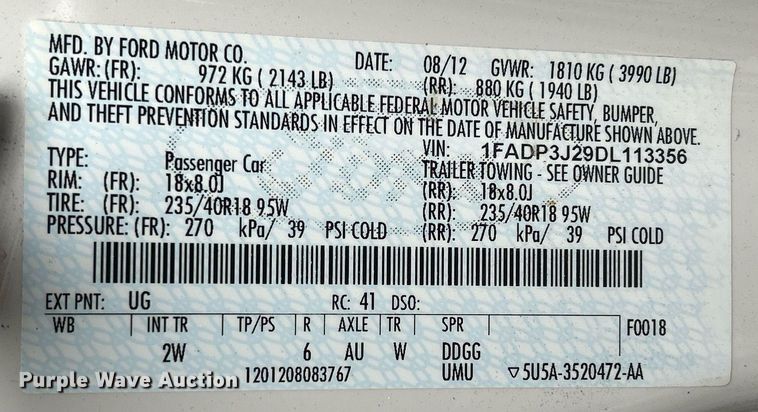 MFD. BY FORD MOTOR CO. DATE: 08/12 GVWR: 1810 KG ( 3990 LB)
GAWR: (FR): 972 KG ( 2143 LB) (RR): 880 KG ( 1940 LB)
THIS VEHICLE CONFORMS TO ALL APPLICABLE FEDERAL MOTOR VEHICLE SAFETY, BUMPER,
AND THEFT PREVENTION STANDARDS IN EFFECT ON THE DATE OF MANUFACTURE SHOWN ABOVE.
VIN: 1FADP3J29DL113356
TYPE: Passenger Car TRAILER TOWING - SEE OWNER GUIDE
RIM: (FR): 18x8.0J (RR): 18x8.0J
TIRE: (FR): 235/40R18 95W (RR): 235/40R18 95W
PRESSURE: (FR): 270 kPa/ 39 PSI COLD (RR): 270 kPa/ 39 PSI COLD
EXT PNT: UG RC: 41 DSO:
WB INT TR TP/PS R AXLE TR SPR F0018
2W 6 AU W DDGG
1201208083767 UMU ▽5U5A-3520472-AA
Purple Wave Auction